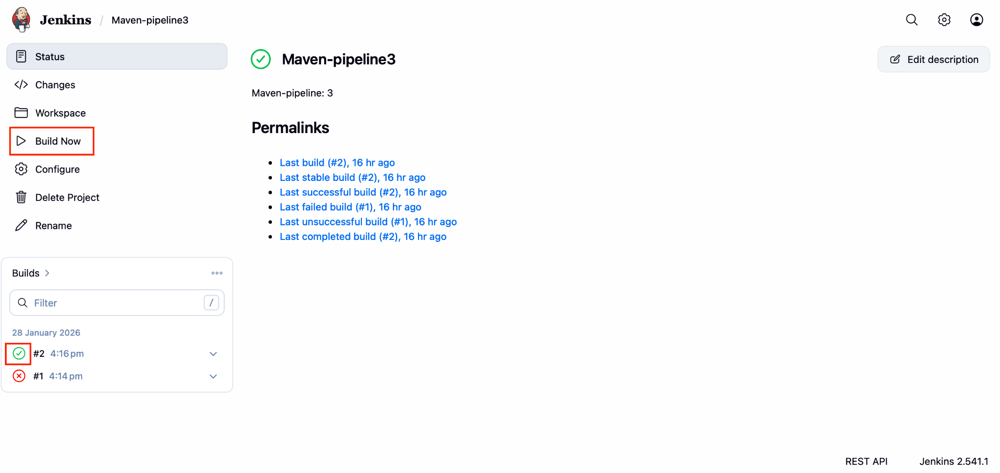 Jenkins / Maven-pipeline3
Status
Changes
Workspace
Build Now
Configure
Delete Project
Rename
Builds
Filter /
28 January 2026
#2 4:16 pm
#1 4:14 pm
Maven-pipeline3
Edit description
Maven-pipeline: 3
Permalinks
Last build (#2), 16 hr ago
Last stable build (#2), 16 hr ago
Last successful build (#2), 16 hr ago
Last failed build (#1), 16 hr ago
Last unsuccessful build (#1), 16 hr ago
Last completed build (#2), 16 hr ago
REST API
Jenkins 2.541.1